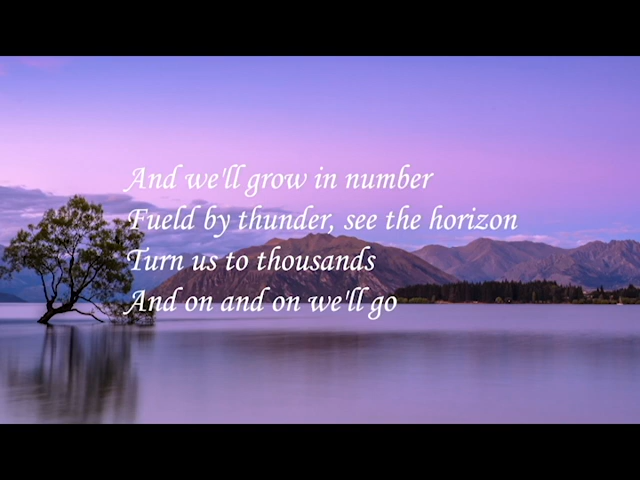 And we'll grow in number
Fueld by thunder, see the horizon
Turn us to thousands
And on and on we'll go